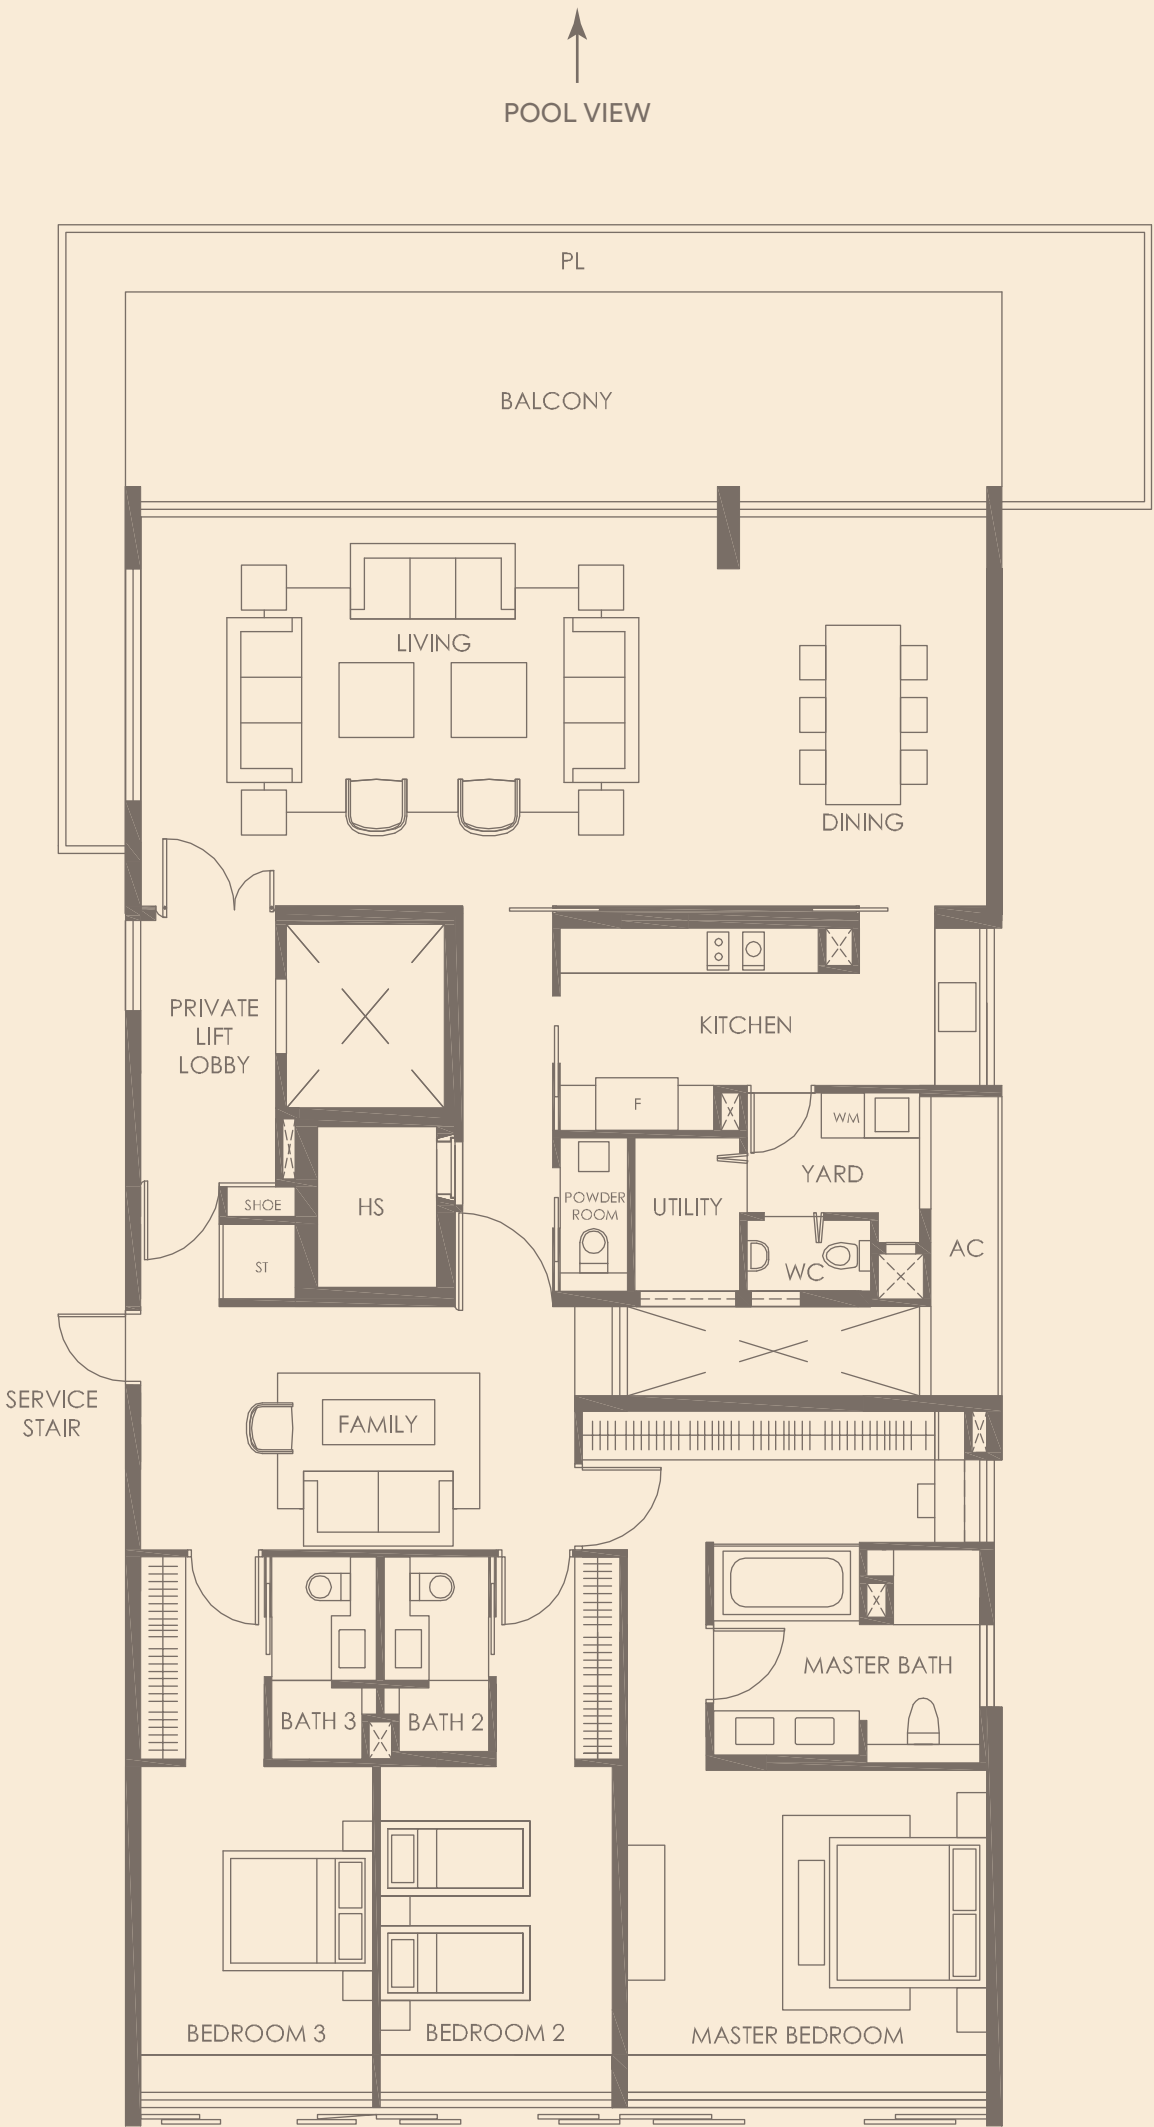 POOL VIEW
PL
BALCONY
LIVING
DINING
PRIVATE
LIFT
LOBBY
KITCHEN
F
WM
YARD
SHOE
HS
POWDER
ROOM
UTILITY
AC
ST
WC
SERVICE
STAIR
FAMILY
MASTER BATH
BATH 3
BATH 2
BEDROOM 3
BEDROOM 2
MASTER BEDROOM